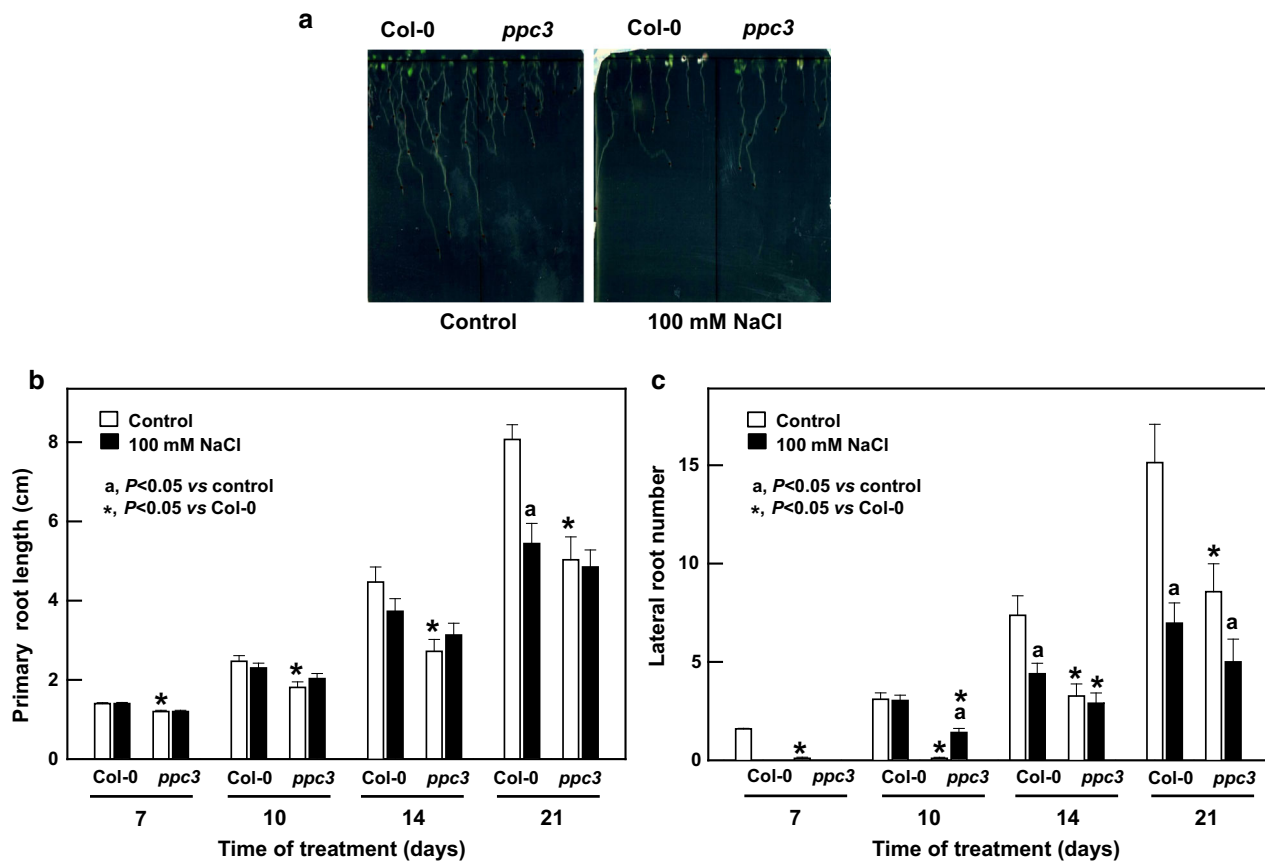 a
Col-0 ppc3 Col-0 ppc3
Control 100 mM NaCl
b
Control
100 mM NaCl
a, P<0.05 vs control
*, P<0.05 vs Col-0
Primary root length (cm)
8
6
4
2
0
* * * a *
Col-0 ppc3 Col-0 ppc3 Col-0 ppc3 Col-0 ppc3
7 10 14 21
Time of treatment (days)
c
Control
100 mM NaCl
a, P<0.05 vs control
*, P<0.05 vs Col-0
Lateral root number
15
10
5
0
* * * a a * * a * a
Col-0 ppc3 Col-0 ppc3 Col-0 ppc3 Col-0 ppc3
7 10 14 21
Time of treatment (days)